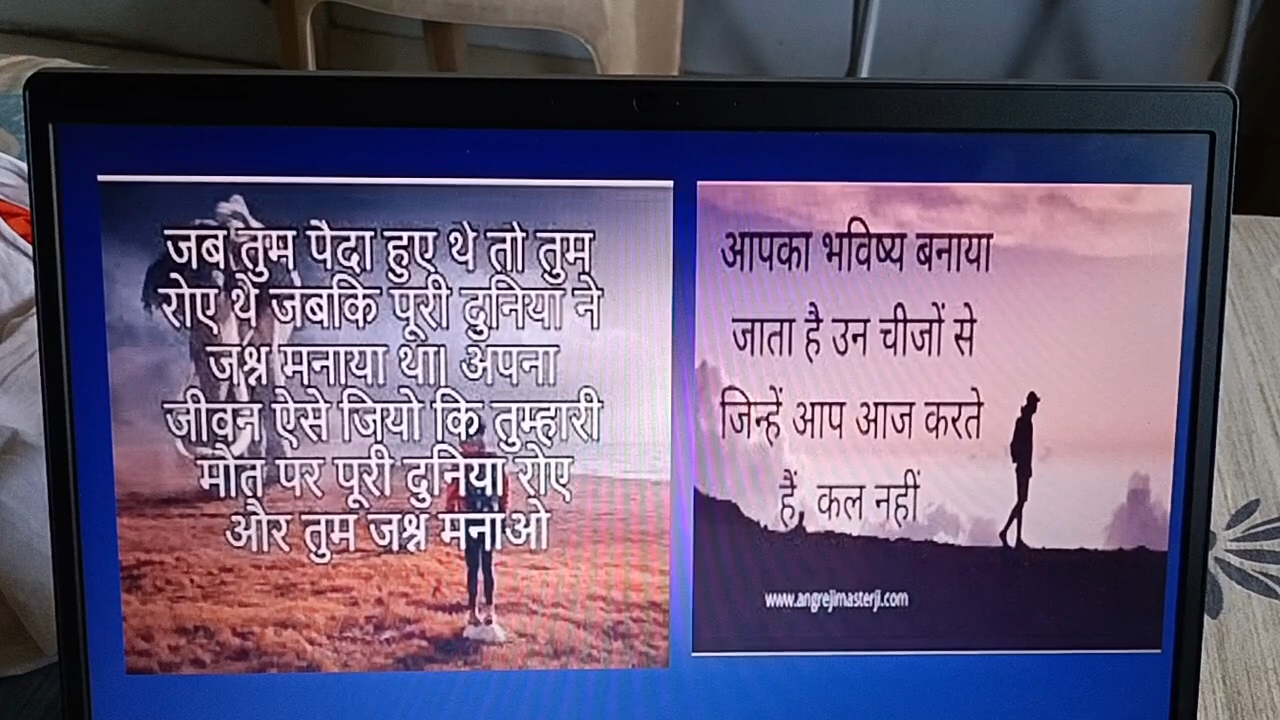 जब तुम पैदा हुए थे तो तुम
रोए थे जबकि पूरी दुनिया ने
जश्न मनाया था। अपना
जीवन ऐसे जियो कि तुम्हारी
मौत पर पूरी दुनिया रोए
और तुम जश्न मनाओ
आपका भविष्य बनाया
जाता है उन चीजों से
जिन्हें आप आज करते
हैं, कल नहीं
www.angrejimasterji.com